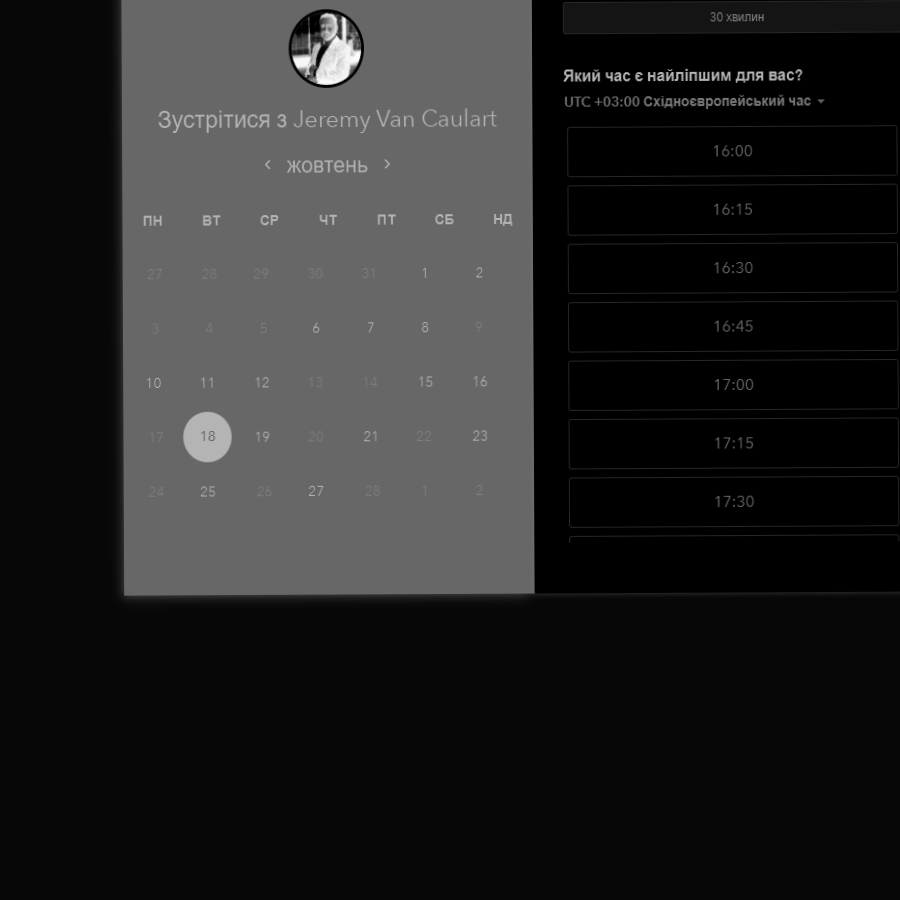 Зустрітися з Jeremy Van Caulart
жовтень
ПН ВТ СР ЧТ ПТ СБ НД
27 28 29 30 31 1 2
3 4 5 6 7 8 9
10 11 12 13 14 15 16
17 18 19 20 21 22 23
24 25 26 27 28 1 2
30 хвилин
Який час є найліпшим для вас?
UTC +03:00 Східноєвропейський час
16:00
16:15
16:30
16:45
17:00
17:15
17:30